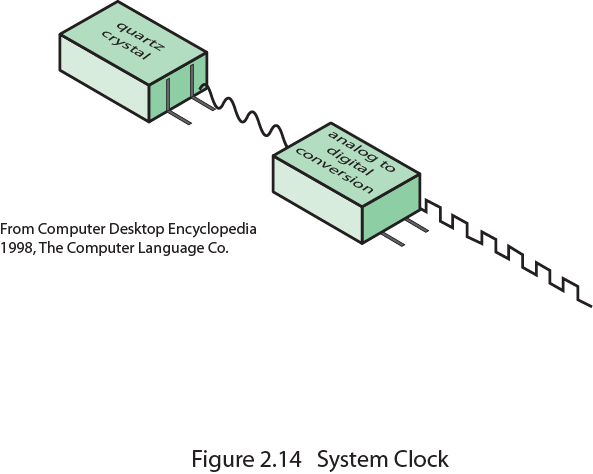 quartz
crystal
analog to
digital
conversion
From Computer Desktop Encyclopedia
1998, The Computer Language Co.
Figure 2.14 System Clock